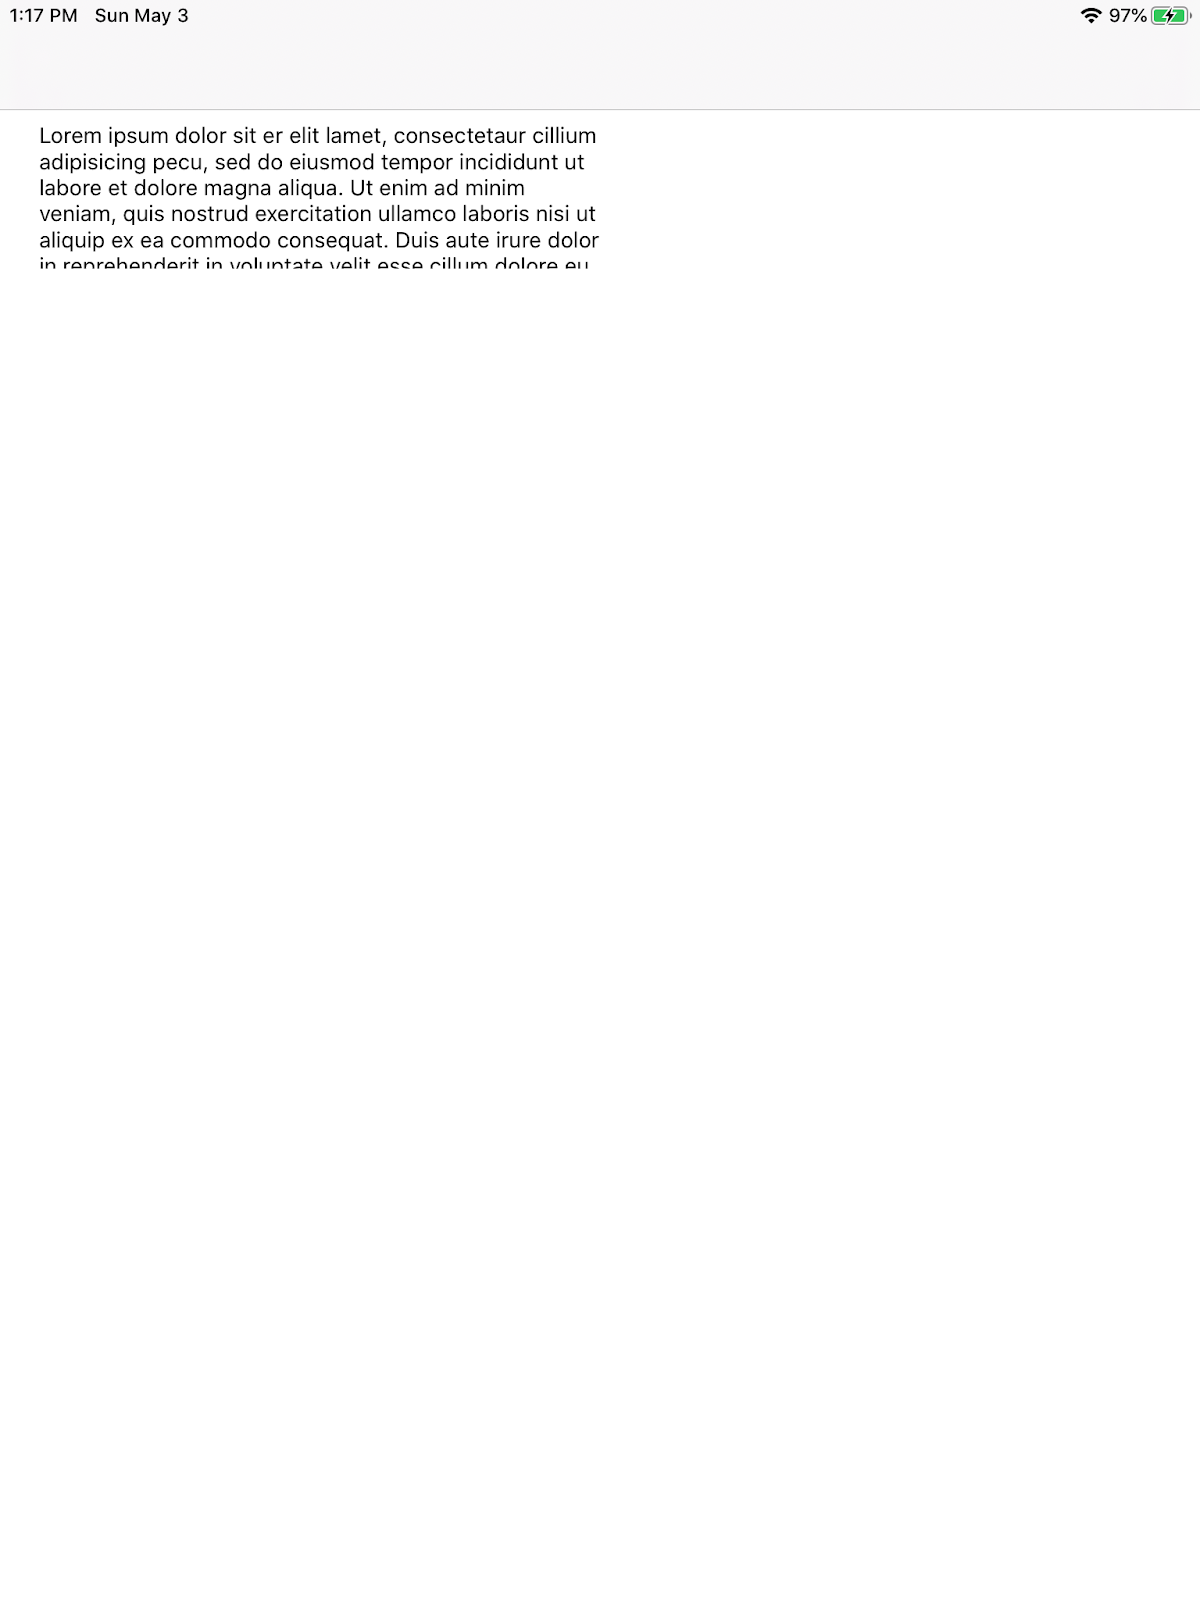 1:17 PM Sun May 3 97%
Lorem ipsum dolor sit er elit lamet, consectetaur cillium
adipisicing pecu, sed do eiusmod tempor incididunt ut
labore et dolore magna aliqua. Ut enim ad minim
veniam, quis nostrud exercitation ullamco laboris nisi ut
aliquip ex ea commodo consequat. Duis aute irure dolor
in reprehenderit in voluptate velit esse cillum dolore eu